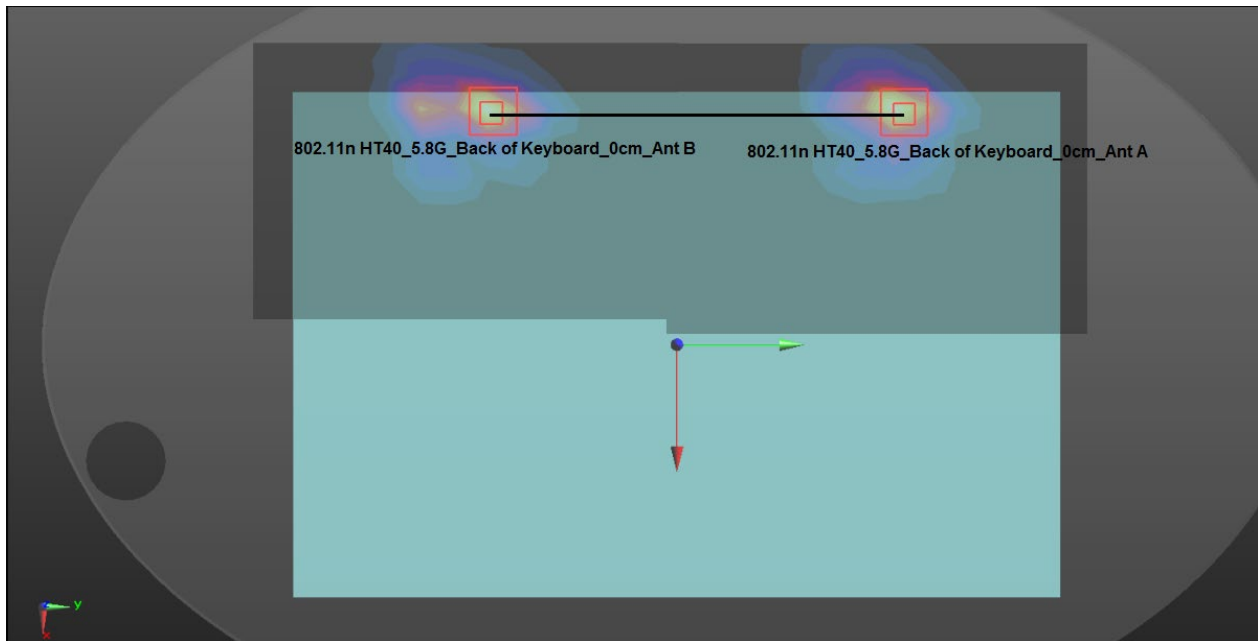 802.11n HT40_5.8G_Back of Keyboard_0cm_Ant B
802.11n HT40_5.8G_Back of Keyboard_0cm_Ant A
y
x